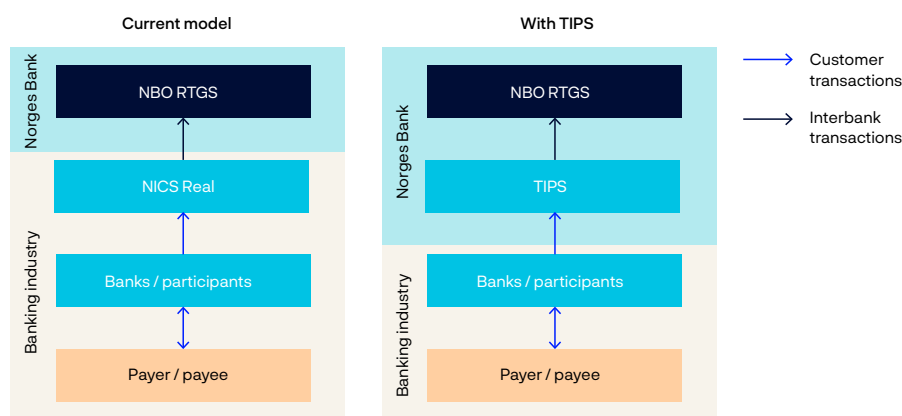 Current model
Norges Bank
NBO RTGS
Banking industry
NICS Real
Banks / participants
Payer / payee
With TIPS
Norges Bank
NBO RTGS
TIPS
Banking industry
Banks / participants
Payer / payee
Customer
transactions
Interbank
transactions